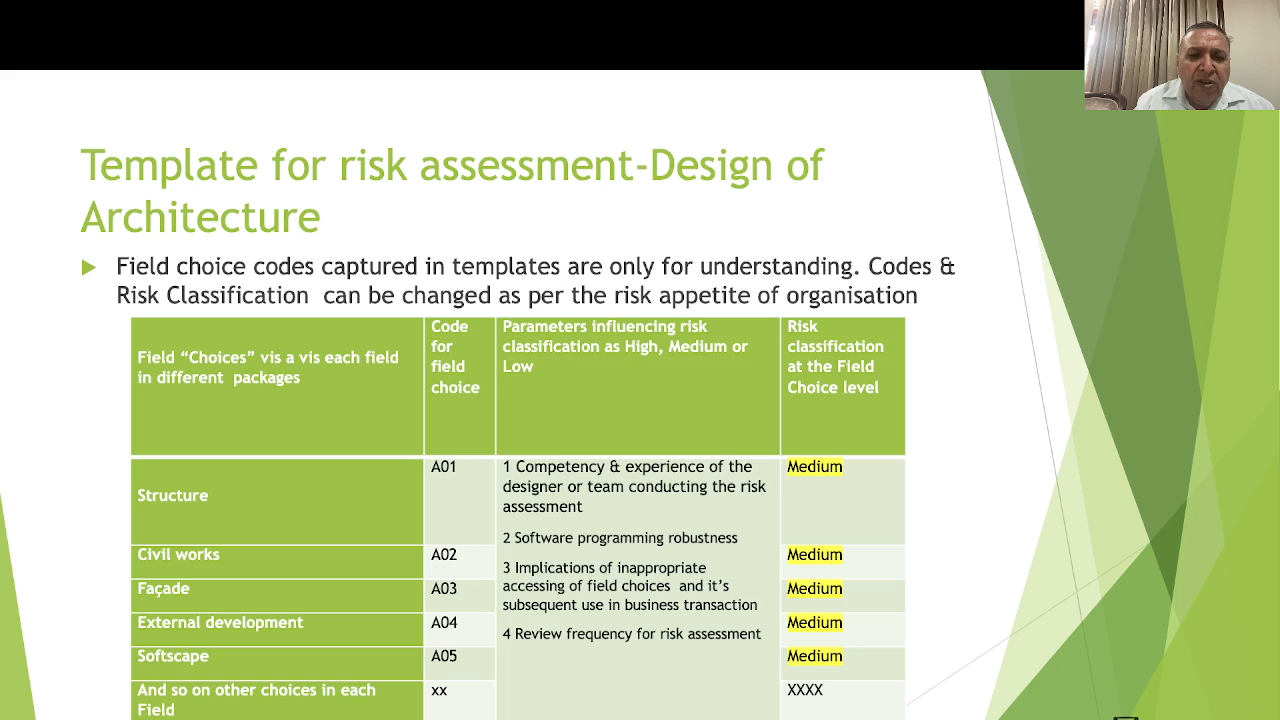 Template for risk assessment-Design of
Architecture
Field choice codes captured in templates are only for understanding. Codes &
Risk Classification can be changed as per the risk appetite of organisation
Field “Choices” vis a vis each field
in different packages
Code
for
field
choice
Parameters influencing risk
classification as High, Medium or
Low
Risk
classification
at the Field
Choice level
Structure
A01
1 Competency & experience of the
designer or team conducting the risk
assessment
2 Software programming robustness
3 Implications of inappropriate
accessing of field choices and it’s
subsequent use in business transaction
4 Review frequency for risk assessment
Medium
Civil works
A02
Medium
Façade
A03
Medium
External development
A04
Medium
Softscape
A05
Medium
And so on other choices in each
Field
xx
XXXX